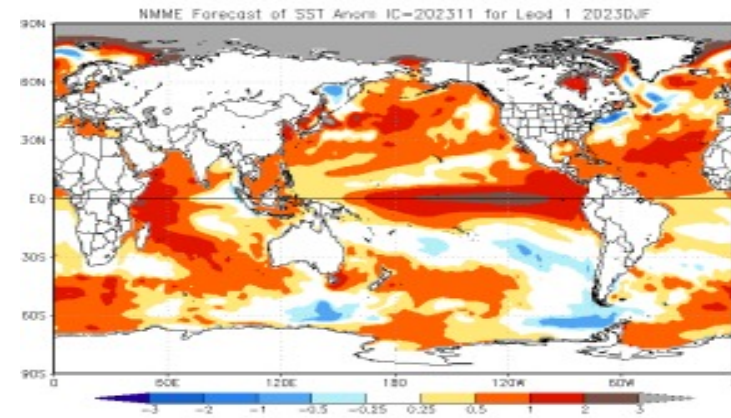 NMME Forecast of SST Anom IC=202311 for Lead 1 2023DJF
90N
60N
30N
EQ
30S
60S
90S
0 60E 120E 180 120W 60W
-3 -2 -1 -0.5 -0.25 0.25 0.5 1 2 3